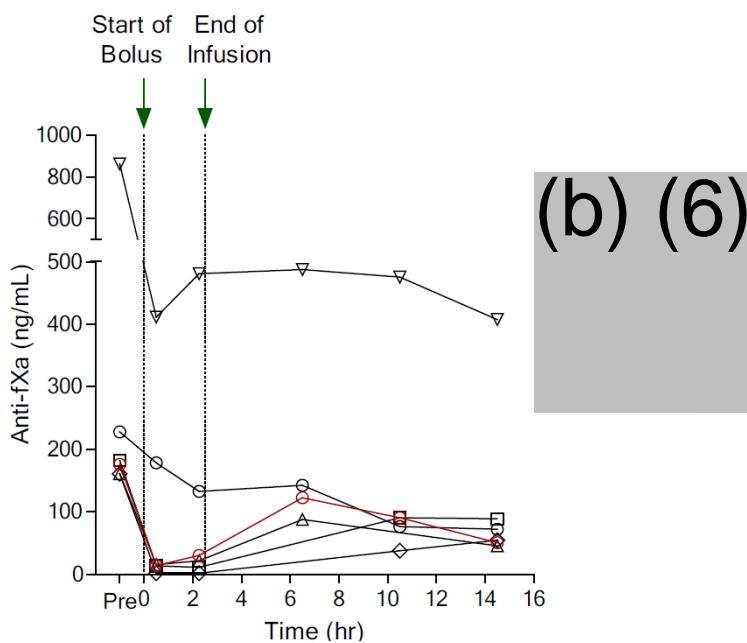 Start of End of
Bolus Infusion
1000
800
600
500
400
300
200
100
0
Anti-fXa (ng/mL)
Pre 0 2 4 6 8 10 12 14 16
Time (hr)
(b) (6)